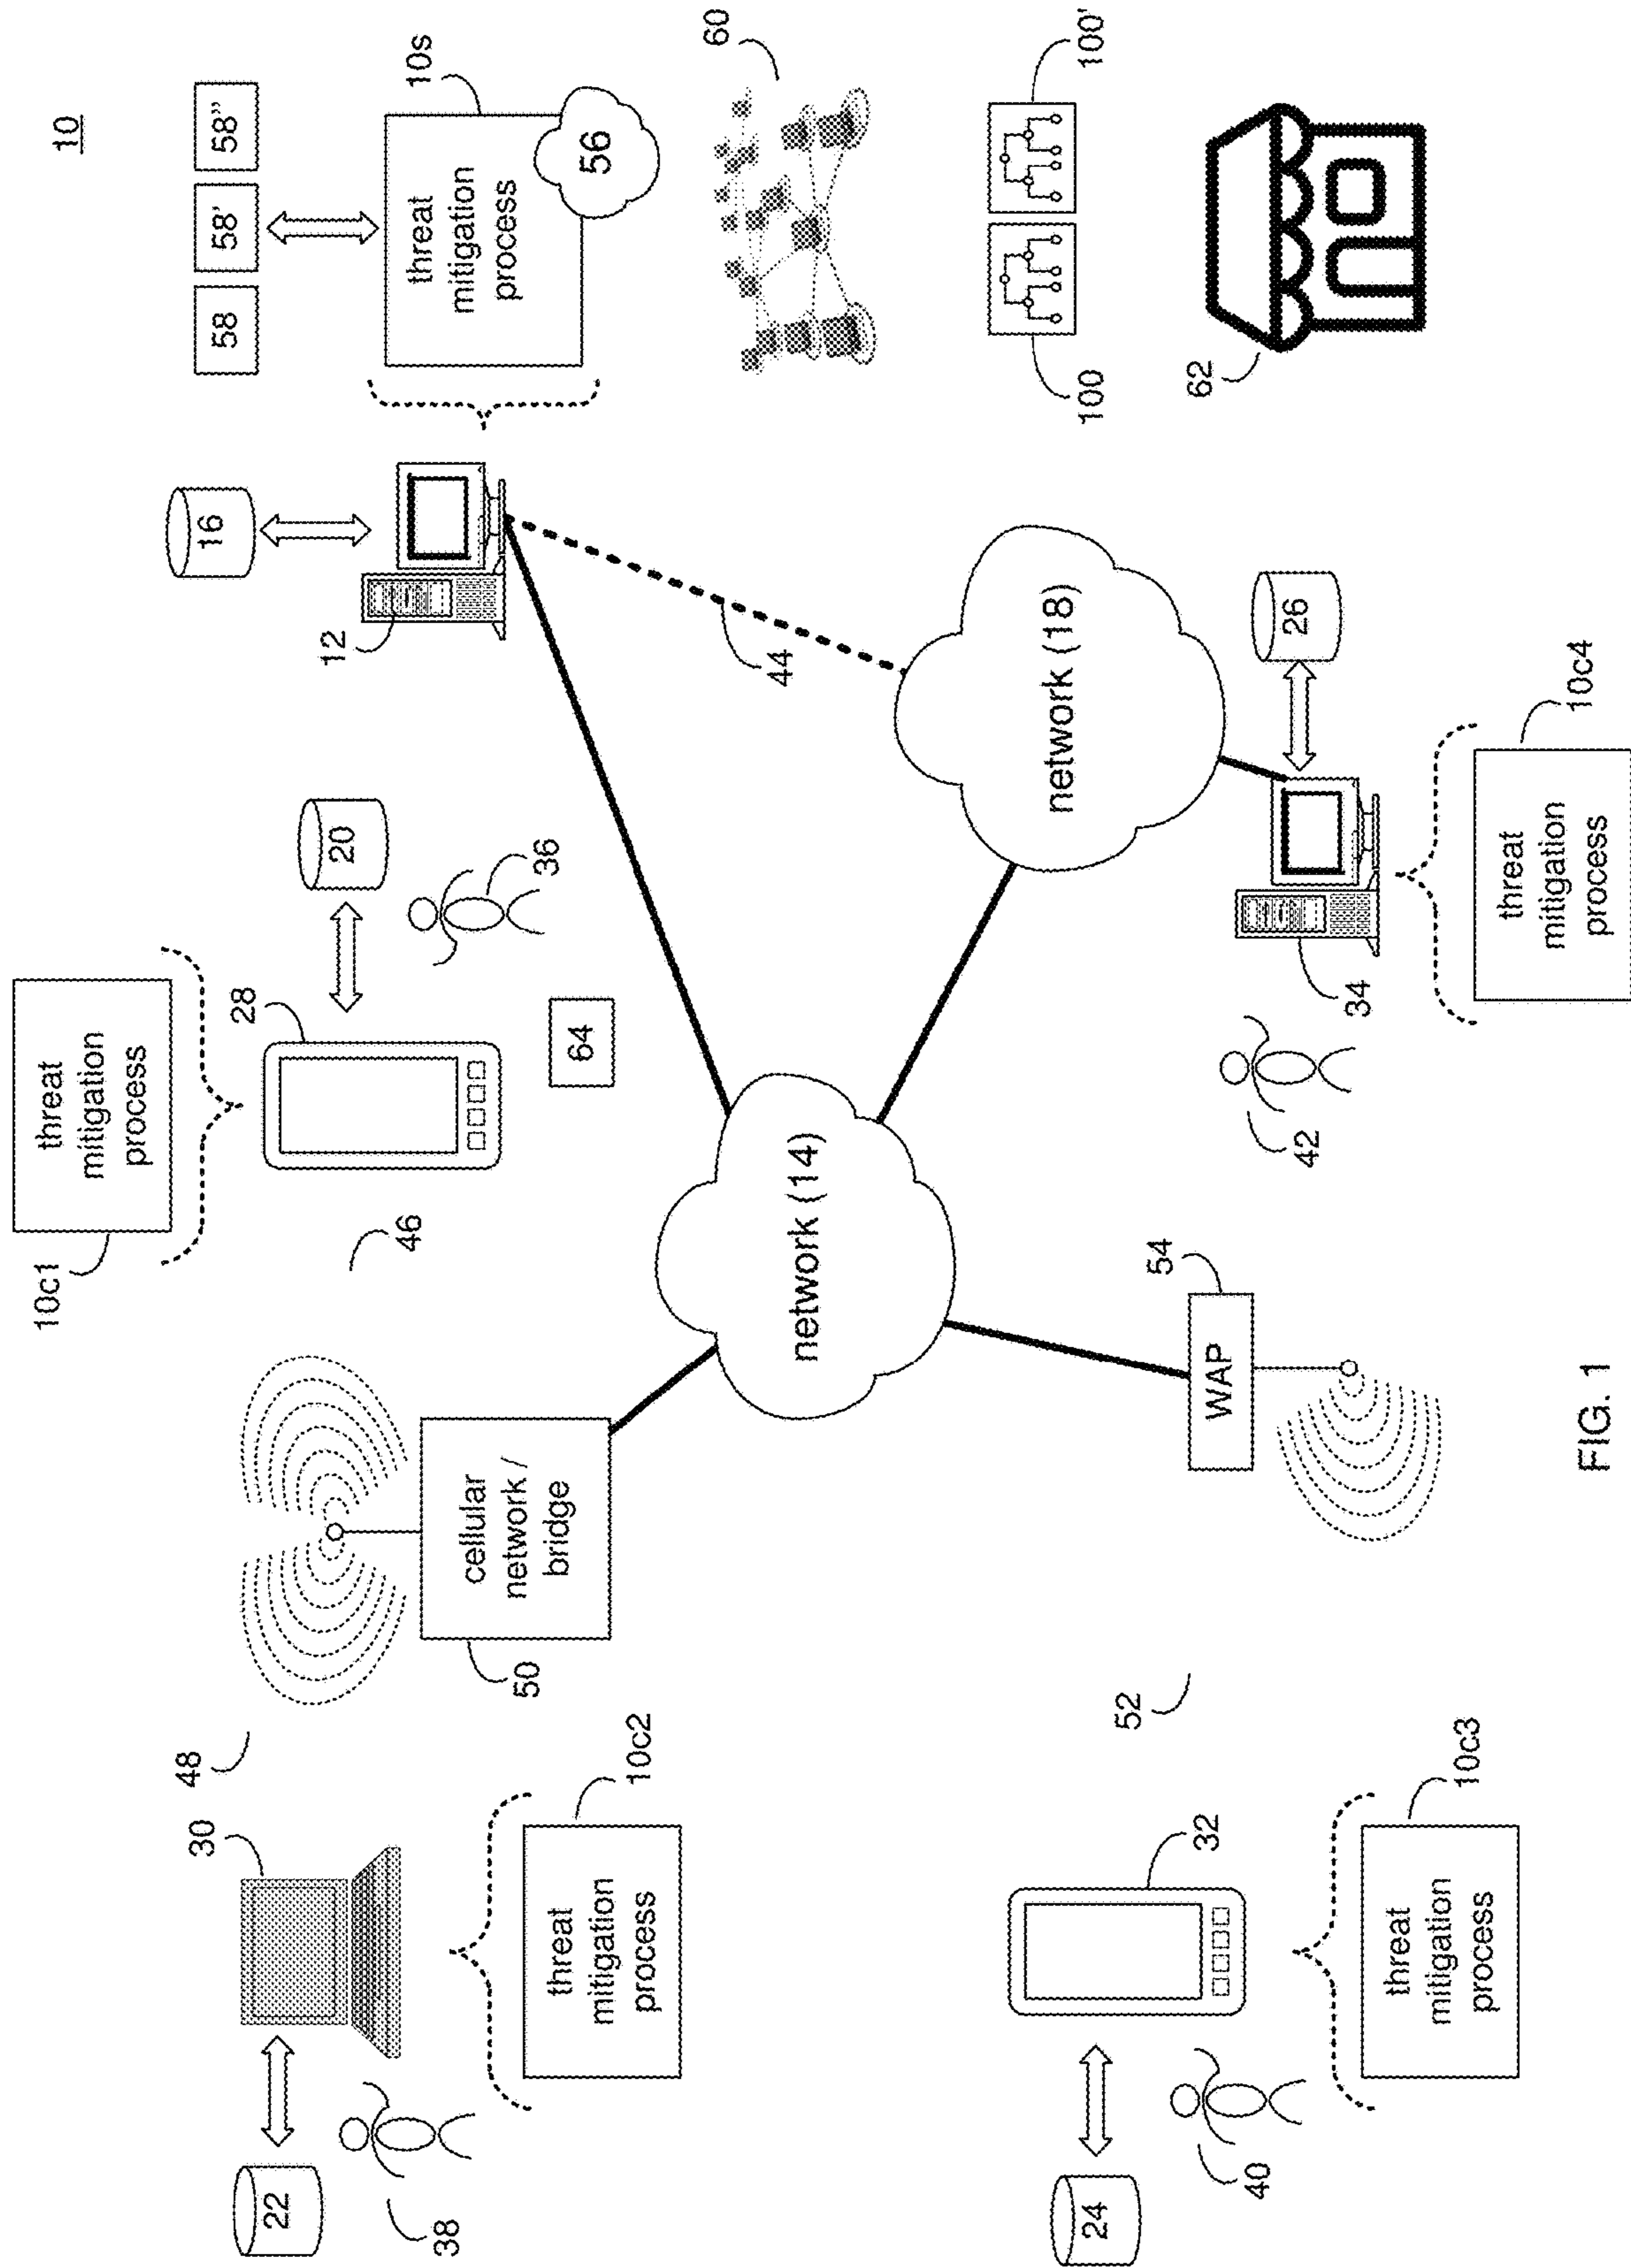 10
58
58'
58"
10s
threat
mitigation
process
56
60
100
100'
62
16
12
44
network (18)
26
34
42
10c4
threat
mitigation
process
10c1
threat
mitigation
process
28
20
36
46
64
network (14)
54
WAP
cellular
network /
bridge
50
48
52
30
22
38
10c2
threat
mitigation
process
32
24
40
10c3
threat
mitigation
process
FIG. 1